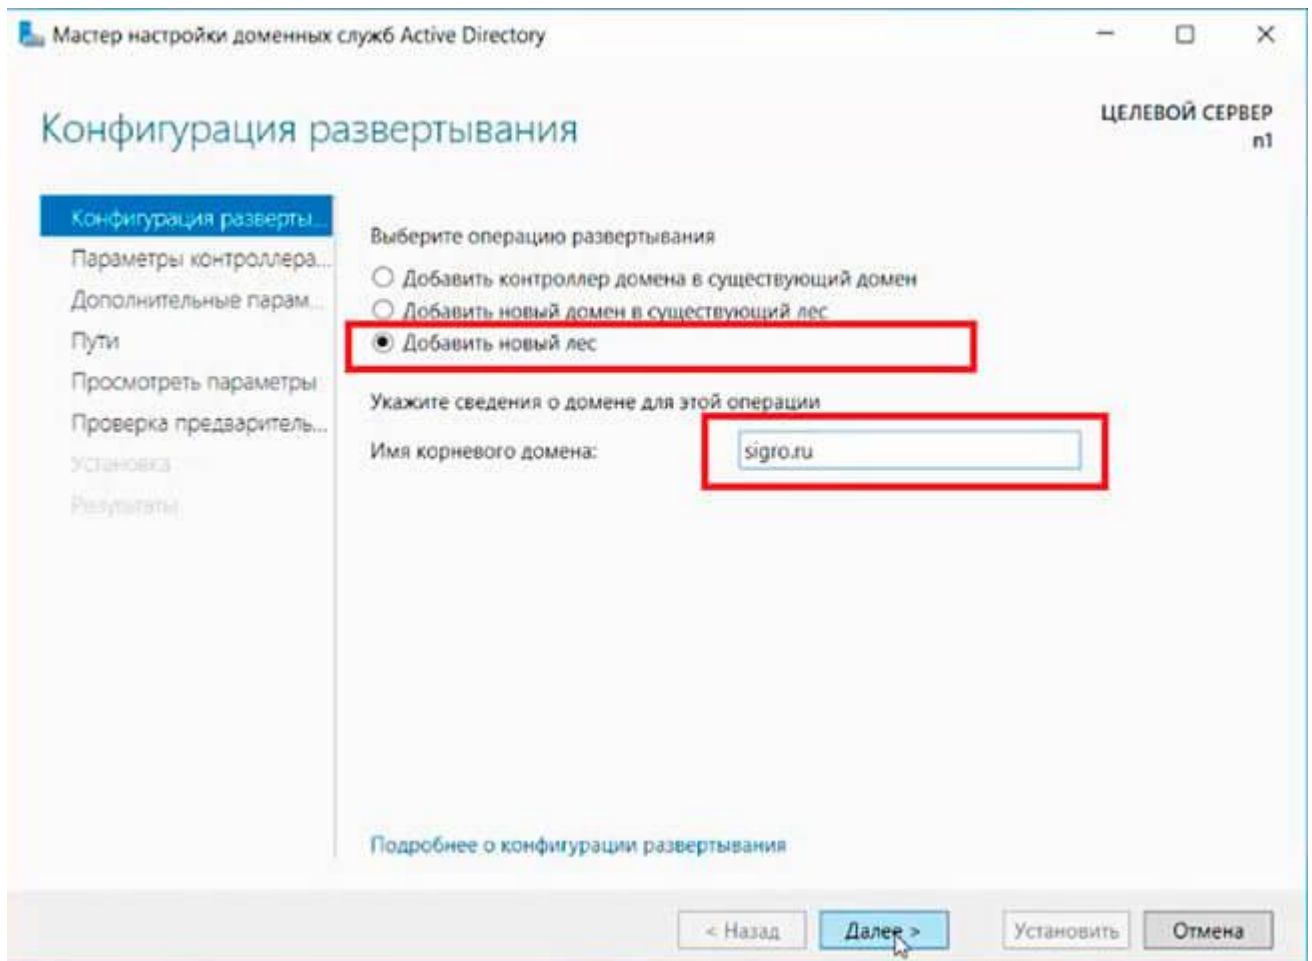 Мастер настройки доменных служб Active Directory
Конфигурация развертывания
ЦЕЛЕВОЙ СЕРВЕР
n1
Конфигурация разверты...
Параметры контроллера...
Дополнительные парам...
Пути
Просмотреть параметры
Проверка предваритель...
Установка
Результаты
Выберите операцию развертывания
Добавить контроллер домена в существующий домен
Добавить новый домен в существующий лес
Добавить новый лес
Укажите сведения о домене для этой операции
Имя корневого домена: sigro.ru
Подробнее о конфигурации развертывания
< Назад Далее > Установить Отмена